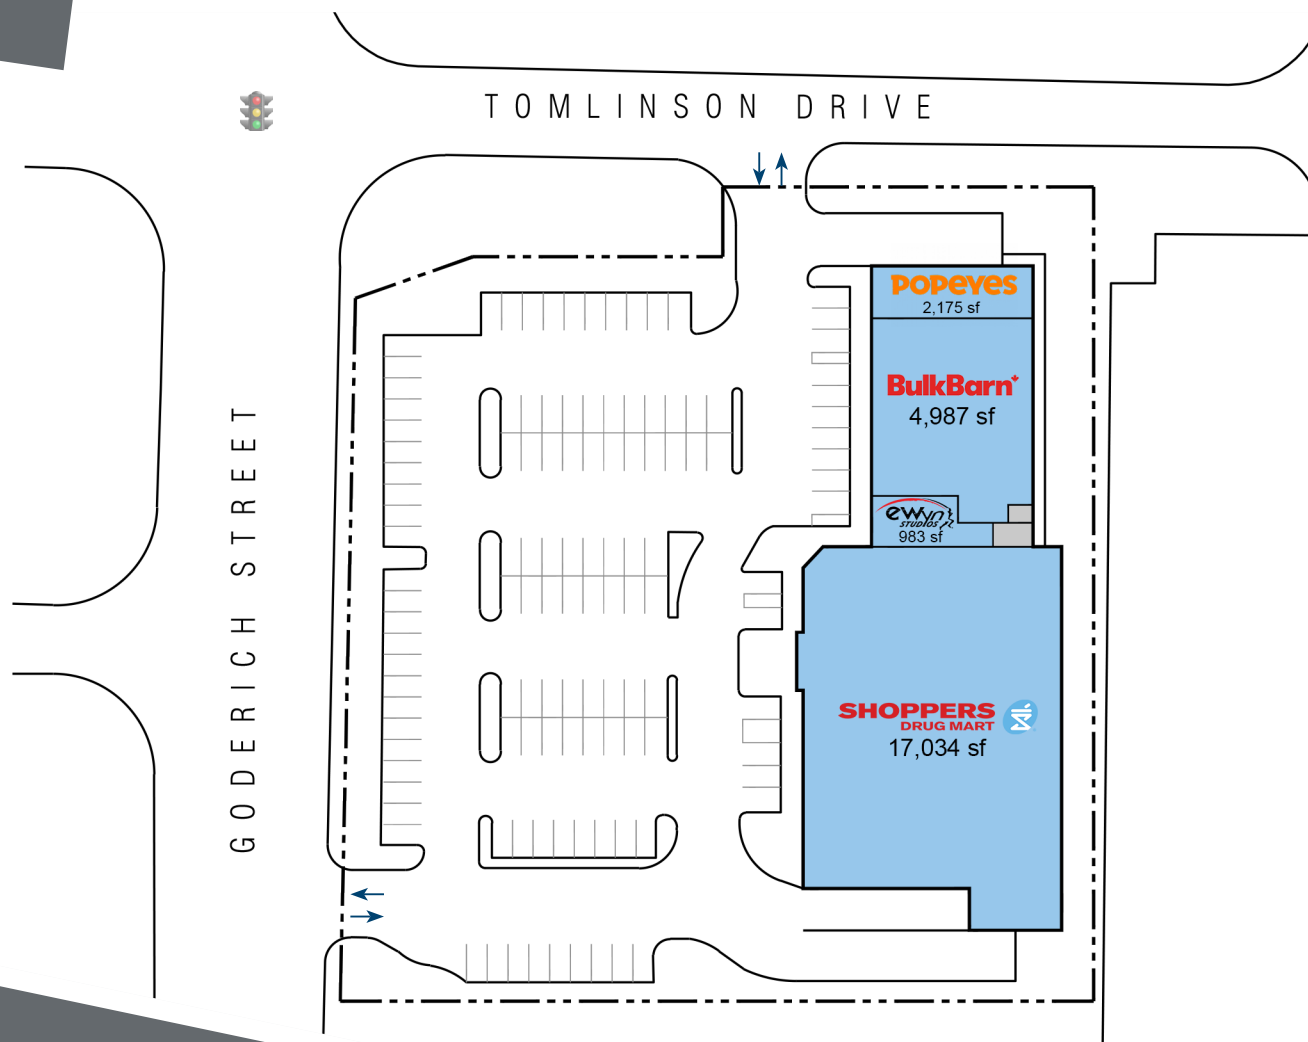 TOMLINSON DRIVE
POPEYES
2,175 sf
BulkBarn
4,987 sf
GODERICH STREET
ewyn
STUDIOS
983 sf
SHOPPERS
DRUG MART
17,034 sf